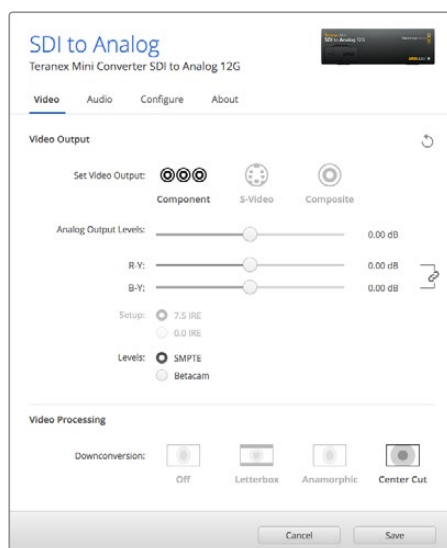 SDI to Analog
Teranex Mini Converter SDI to Analog 12G
Video Audio Configure About
Video Output
Set Video Output:
Component S-Video Composite
Analog Output Levels: 0.00 dB
R-Y: 0.00 dB
B-Y: 0.00 dB
Setup: 7.5 IRE
0.0 IRE
Levels: SMPTE
Betacam
Video Processing
Downconversion:
Off Letterbox Anamorphic Center Cut
Cancel Save